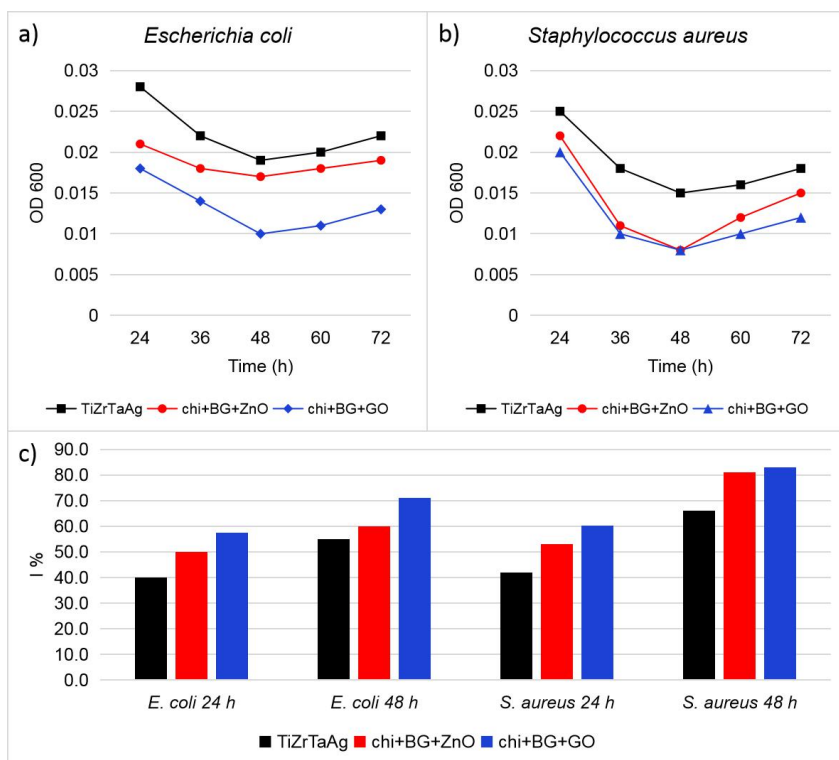 a) Escherichia coli
0.03
0.025
0.02
0.015
0.01
0.005
0
OD 600
24 36 48 60 72
Time (h)
TiZrTaAg chi+BG+ZnO chi+BG+GO
b) Staphylococcus aureus
0.03
0.025
0.02
0.015
0.01
0.005
0
OD 600
24 36 48 60 72
Time (h)
TiZrTaAg chi+BG+ZnO chi+BG+GO
c)
90.0
80.0
70.0
60.0
50.0
40.0
30.0
20.0
10.0
0.0
I %
E. coli 24 h E. coli 48 h S. aureus 24 h S. aureus 48 h
TiZrTaAg chi+BG+ZnO chi+BG+GO